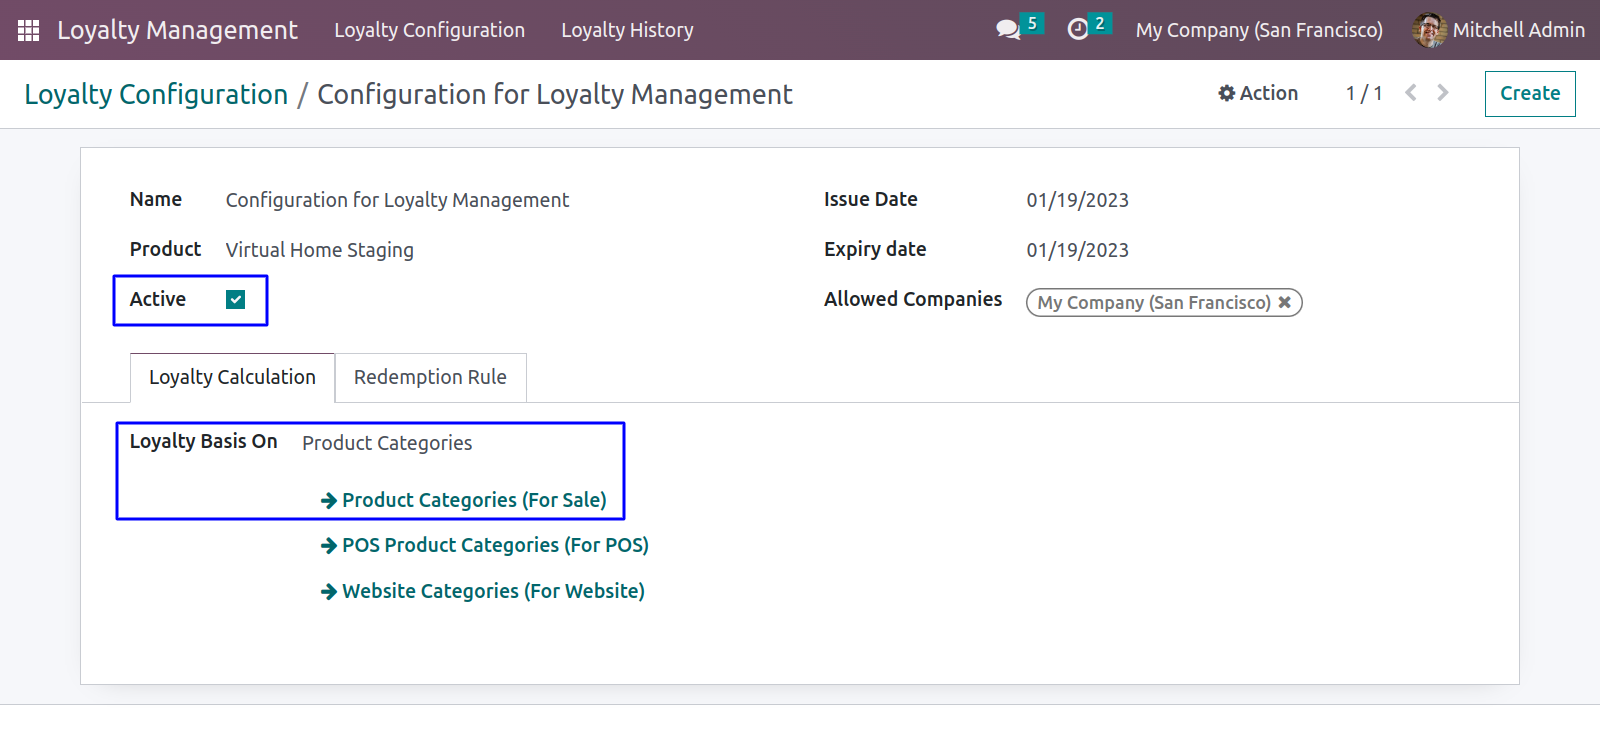 Loyalty Management Loyalty Configuration Loyalty History 5 2 My Company (San Francisco) Mitchell Admin
Loyalty Configuration / Configuration for Loyalty Management Action 1 / 1 Create
Name Configuration for Loyalty Management Issue Date 01/19/2023
Product Virtual Home Staging Expiry date 01/19/2023
Active Allowed Companies My Company (San Francisco)
Loyalty Calculation Redemption Rule
Loyalty Basis On Product Categories
Product Categories (For Sale)
POS Product Categories (For POS)
Website Categories (For Website)